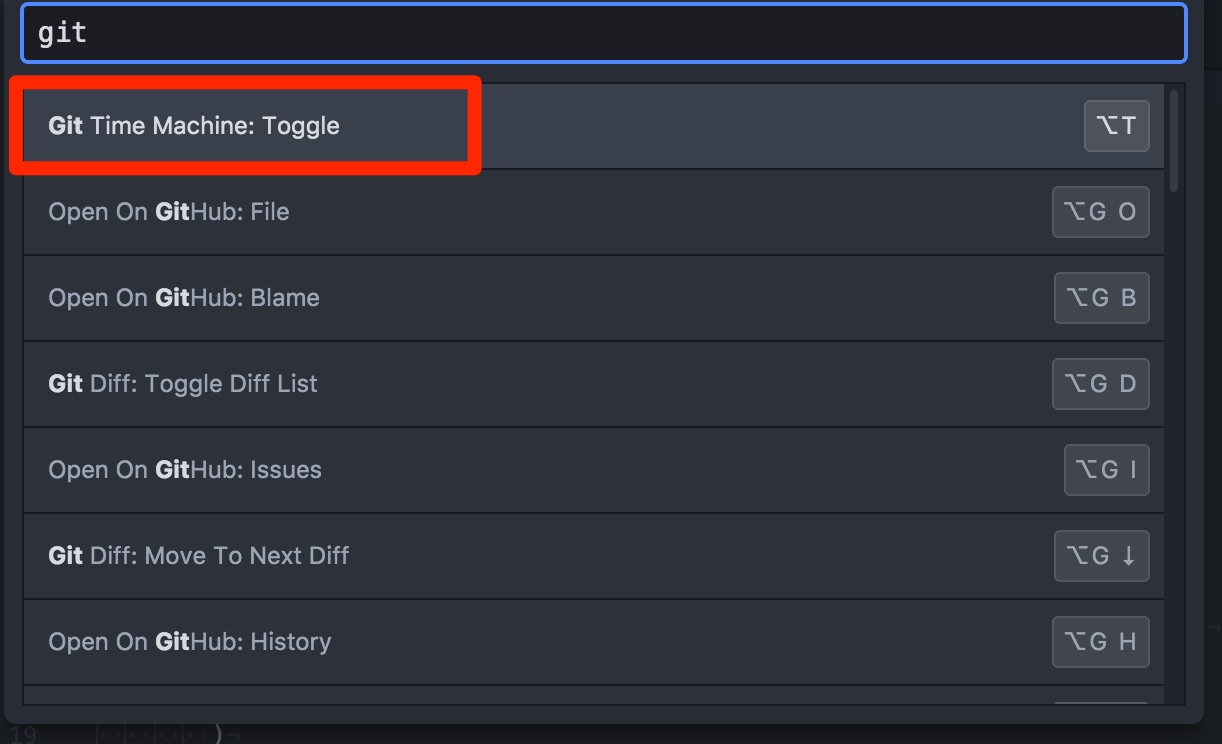 git
Git Time Machine: Toggle ⌥T
Open On GitHub: File ⌥G O
Open On GitHub: Blame ⌥G B
Git Diff: Toggle Diff List ⌥G D
Open On GitHub: Issues ⌥G I
Git Diff: Move To Next Diff ⌥G ↓
Open On GitHub: History ⌥G H
19 )¬